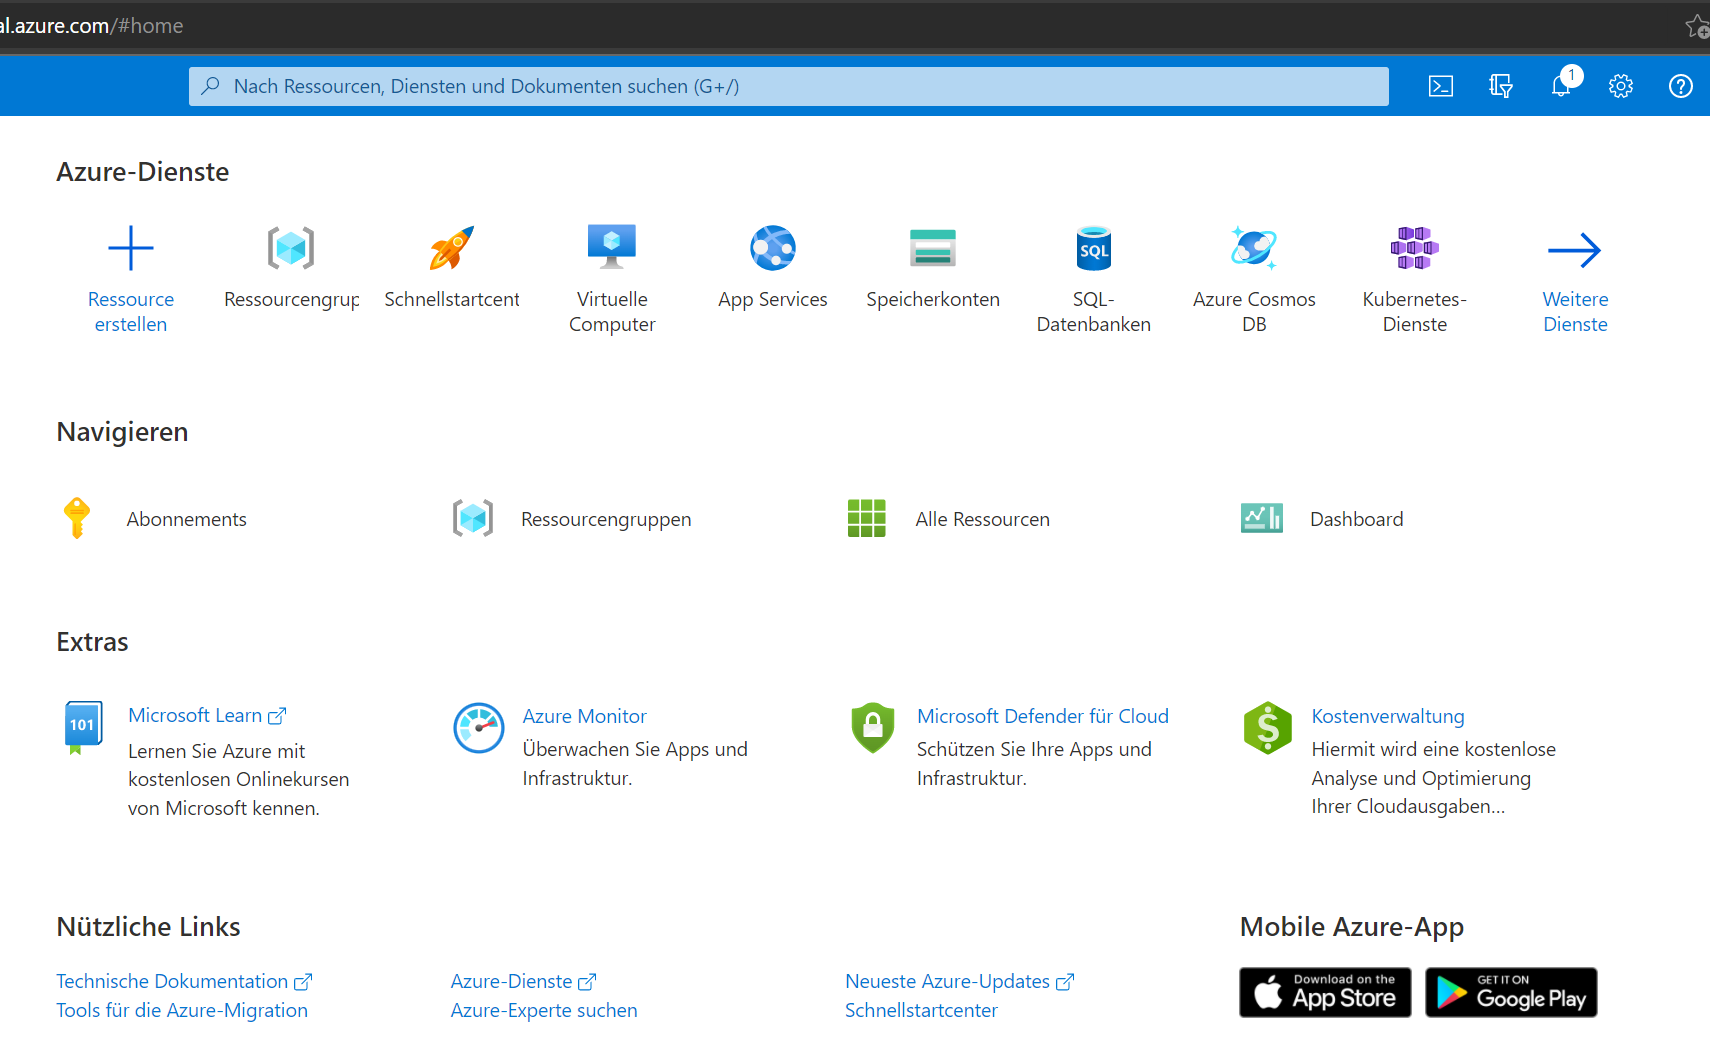 al.azure.com/#home
Nach Ressourcen, Diensten und Dokumenten suchen (G+/)
1
Azure-Dienste
SQL
Ressource
erstellen
Ressourcengrup
Schnellstartcent
Virtuelle
Computer
App Services
Speicherkonten
SQL-
Datenbanken
Azure Cosmos
DB
Kubernetes-
Dienste
Weitere
Dienste
Navigieren
Abonnements
Ressourcengruppen
Alle Ressourcen
Dashboard
Extras
101
Microsoft Learn
Lernen Sie Azure mit
kostenlosen Onlinekursen
von Microsoft kennen.
Azure Monitor
Überwachen Sie Apps und
Infrastruktur.
Microsoft Defender für Cloud
Schützen Sie Ihre Apps und
Infrastruktur.
$
Kostenverwaltung
Hiermit wird eine kostenlose
Analyse und Optimierung
Ihrer Cloudausgaben...
Nützliche Links
Technische Dokumentation
Tools für die Azure-Migration
Azure-Dienste
Azure-Experte suchen
Neueste Azure-Updates
Schnellstartcenter
Mobile Azure-App
Download on the
App Store
GET IT ON
Google Play